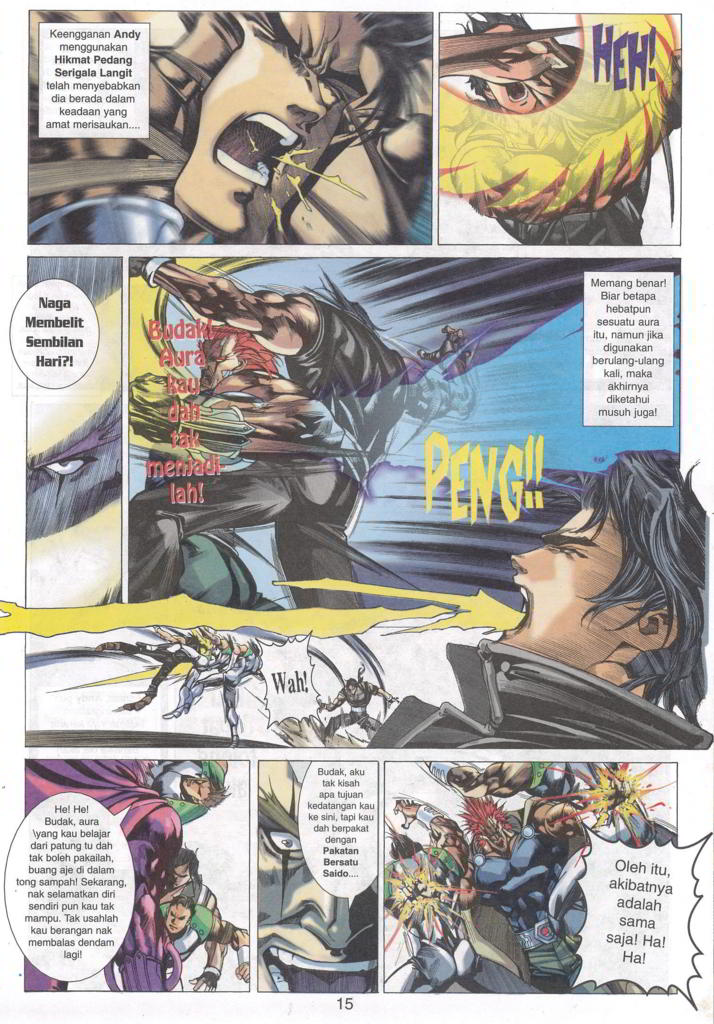 Keengganan Andy
menggunakan
Hikmat Pedang
Serigala Langit
telah menyebabkan
dia berada dalam
keadaan yang
amat merisaukan....
HEH!
Naga
Membelit
Sembilan
Hari?!
Budak!
Aura
kau
dah
tak
menjadi-
lah!
Memang benar!
Biar betapa
hebatpun
sesuatu aura
itu, namun jika
digunakan
berulang-ulang
kali, maka
akhirnya
diketahui
musuh juga!
PENG!!
Wah!
He! He!
Budak, aura
\yang kau belajar
dari patung tu dah
tak boleh pakailah,
buang aje di dalam
tong sampah! Sekarang,
nak selamatkan diri
sendiri pun kau tak
mampu. Tak usahlah
kau berangan nak
membalas dendam
lagi!
Budak, aku
tak kisah
apa tujuan
kedatangan kau
ke sini, tapi kau
dah berpakat
dengan
Pakatan
Bersatu
Saido....
Oleh itu,
akibatnya
adalah
sama
saja! Ha!
Ha!
15